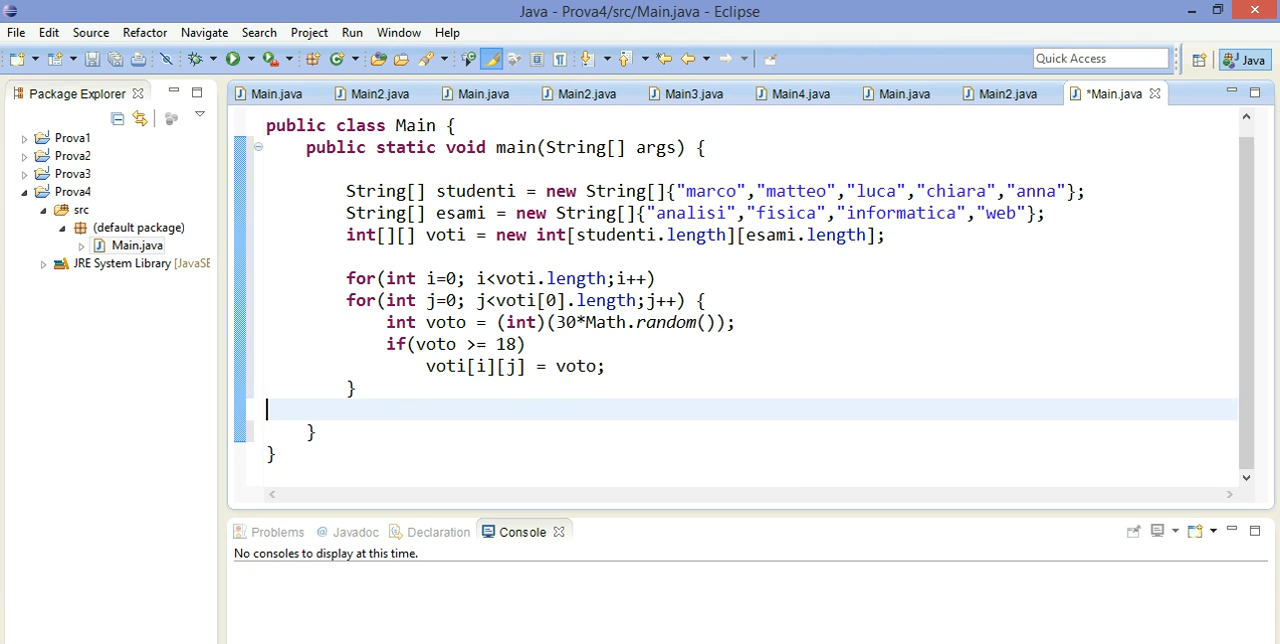 Java - Prova4/src/Main.java - Eclipse
File Edit Source Refactor Navigate Search Project Run Window Help
Quick Access
Java
Package Explorer
Main.java Main2.java Main.java Main2.java Main3.java Main4.java Main.java Main2.java *Main.java
Prova1
Prova2
Prova3
Prova4
src
(default package)
Main.java
JRE System Library [JavaSE
public class Main {
public static void main(String[] args) {
String[] studenti = new String[]{"marco","matteo","luca","chiara","anna"};
String[] esami = new String[]{"analisi","fisica","informatica","web"};
int[][] voti = new int[studenti.length][esami.length];
for(int i=0; i<voti.length;i++)
for(int j=0; j<voti[0].length;j++) {
int voto = (int)(30*Math.random());
if(voto >= 18)
voti[i][j] = voto;
}
}
}
Problems @ Javadoc Declaration Console
No consoles to display at this time.